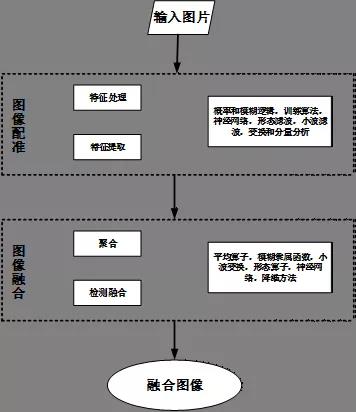 输入图片
图像配准
特征处理
特征提取
概率和模糊逻辑，训练算法，
神经网络，形态滤波，小波滤
波，变换和分量分析
图像融合
聚合
检测融合
平均算子，模糊隶属函数，小
波变换，形态算子，神经网
络，降维方法
融合图像